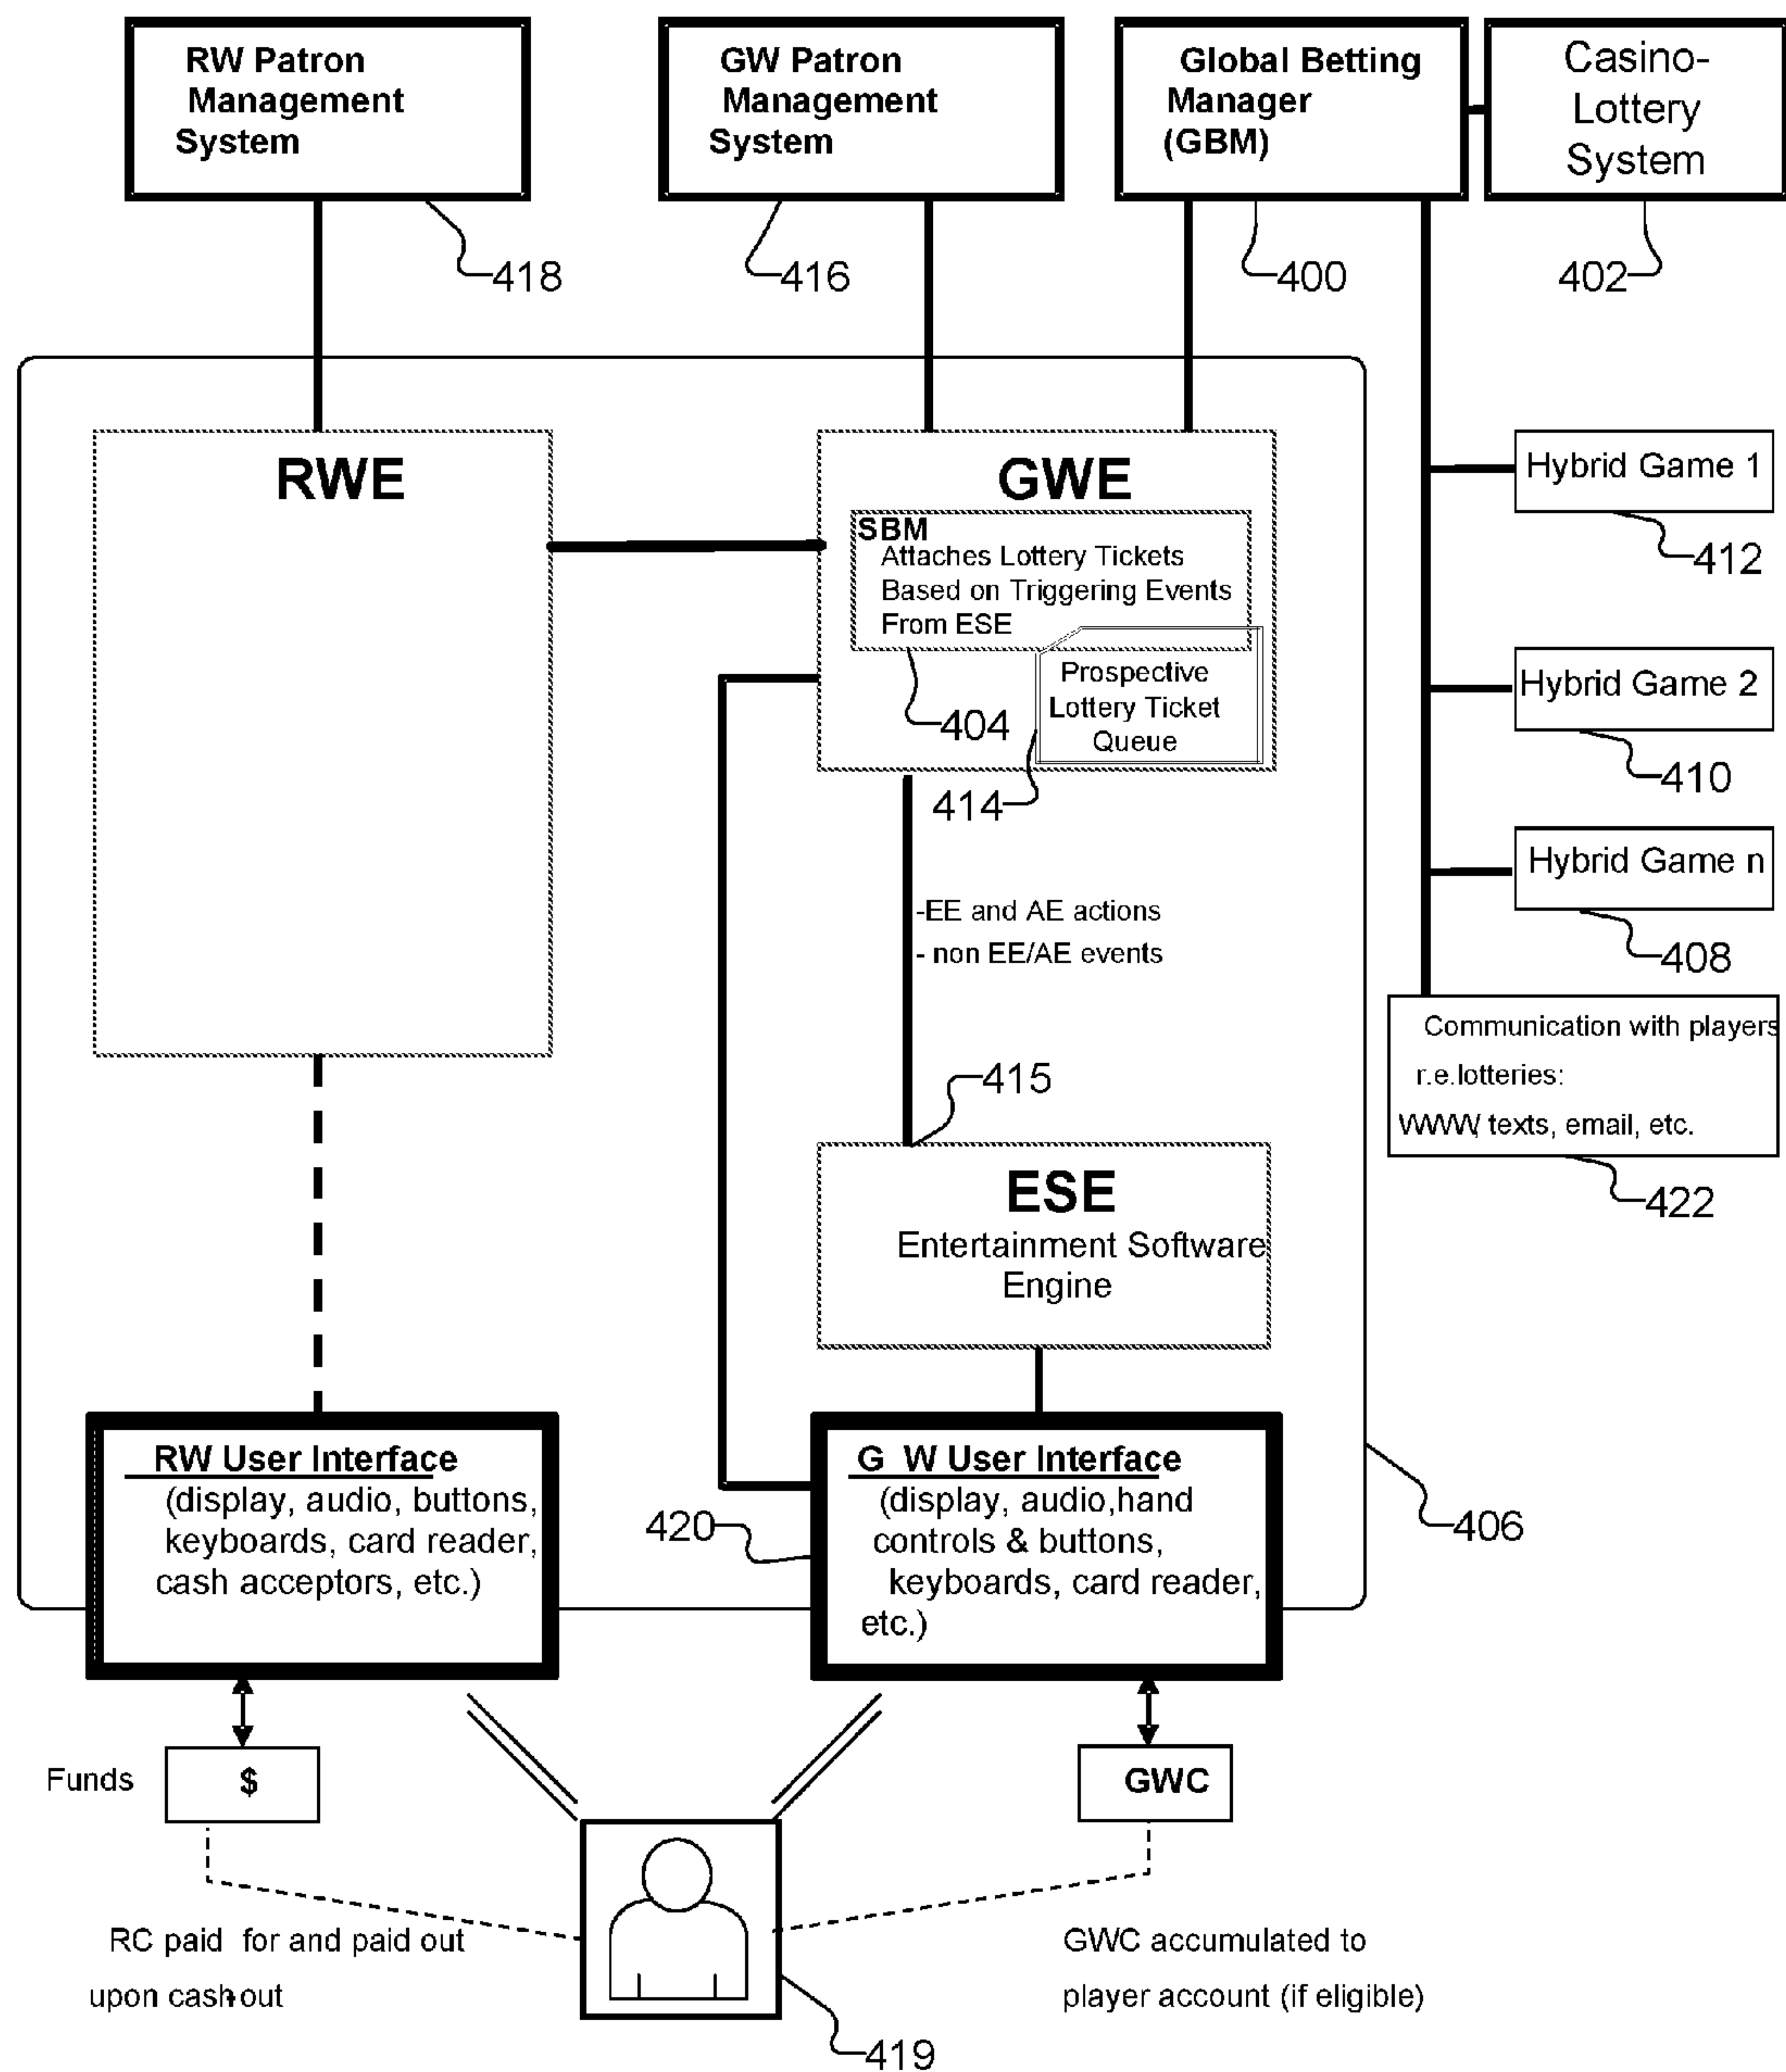 RW Patron
Management
System
GW Patron
Management
System
Global Betting
Manager
(GBM)
Casino-
Lottery
System
418
416
400
402
RWE
GWE
SBM
Attaches Lottery Tickets
Based on Triggering Events
From ESE
Prospective
Lottery Ticket
Queue
404
414
Hybrid Game 1
412
Hybrid Game 2
410
Hybrid Game n
408
-EE and AE actions
- non EE/AE events
Communication with players
r.e.lotteries:
WWW, texts, email, etc.
422
415
ESE
Entertainment Software
Engine
RW User Interface
(display, audio, buttons,
keyboards, card reader,
cash acceptors, etc.)
G W User Interface
(display, audio,hand
controls & buttons,
keyboards, card reader,
etc.)
420
406
Funds
$
GWC
RC paid for and paid out
upon cash-out
GWC accumulated to
player account (if eligible)
419